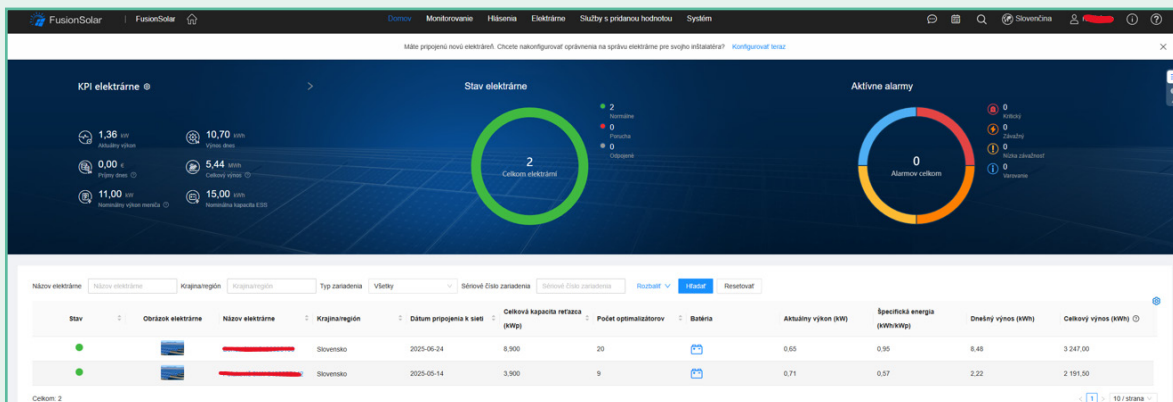 FusionSolar | FusionSolar Domov Monitorovanie Hlásenia Elektrárne Služby s pridanou hodnotou Systém Slovenčina
Máte pripojenú novú elektráreň. Chcete nakonfigurovať oprávnenia na správu elektrárne pre svojho inštalatéra? Konfigurovať teraz
KPI elektrárne
1,36 kW
Aktuálny výkon
10,70 kWh
Výnos dnes
0,00 €
Príjmy dnes
5,44 MWh
Celkový výnos
11,00 kW
Nominálny výkon meniča
15,00 kWh
Nominálna kapacita ESS
Stav elektrárne
2
Celkom elektrární
2
Normálne
0
Porucha
0
Odpojené
Aktívne alarmy
0
Alarmov celkom
0
Kritický
0
Závažný
0
Nízka závažnosť
0
Varovanie
Názov elektrárne Názov elektrárne Krajina/región Krajina/región Typ zariadenia Všetky Sériové číslo zariadenia Sériové číslo zariadenia Rozbaliť Hľadať Resetovať
Stav Obrázok elektrárne Názov elektrárne Krajina/región Dátum pripojenia k sieti Celková kapacita reťazca (kWp) Počet optimalizátorov Batéria Aktuálny výkon (kW) Špecifická energia (kWh/kWp) Dnešný výnos (kWh) Celkový výnos (kWh)
Slovensko 2025-06-24 8,900 20 0,65 0,95 8,48 3 247,00
Slovensko 2025-05-14 3,900 9 0,71 0,57 2,22 2 191,50
Celkom: 2 < 1 > 10 / strana